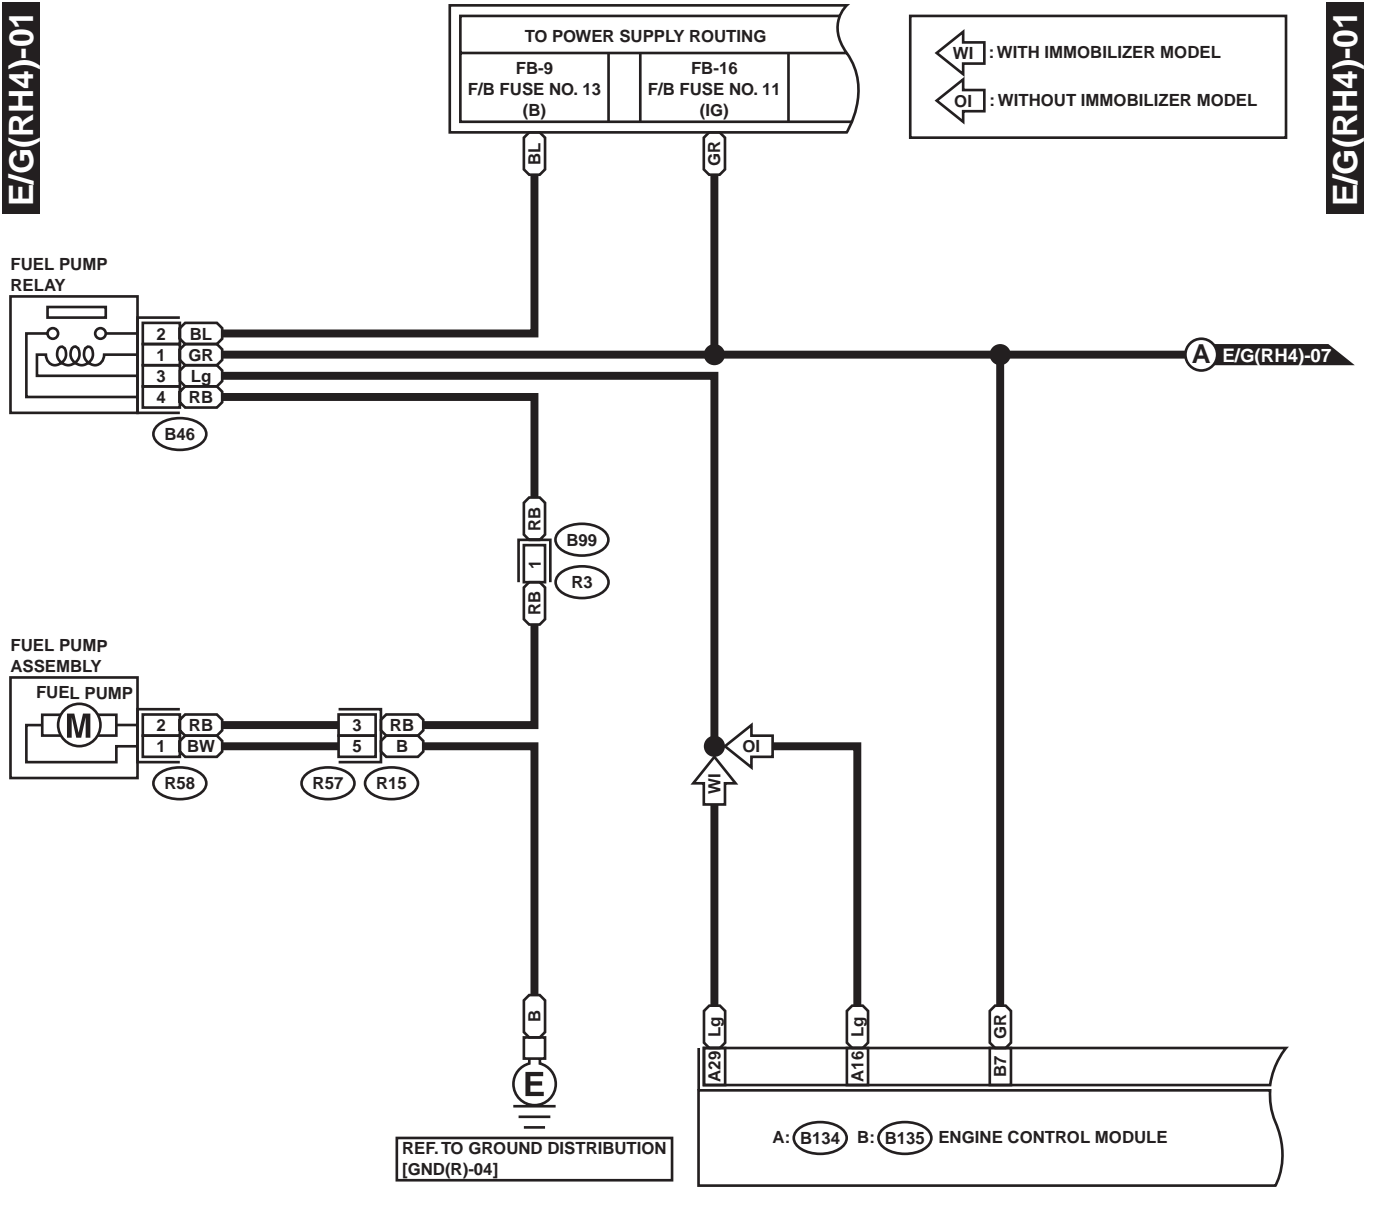 E/G(RH4)-01
E/G(RH4)-01
TO POWER SUPPLY ROUTING
FB-9
F/B FUSE NO. 13
(B)
FB-16
F/B FUSE NO. 11
(IG)
WI : WITH IMMOBILIZER MODEL
OI : WITHOUT IMMOBILIZER MODEL
BL
GR
FUEL PUMP
RELAY
2 BL
1 GR
3 Lg
4 RB
B46
A E/G(RH4)-07
RB
B99
1
R3
RB
FUEL PUMP
ASSEMBLY
FUEL PUMP
M
2 RB
1 BW
R58
3 RB
5 B
R57
R15
OI
WI
B
E
REF. TO GROUND DISTRIBUTION
[GND(R)-04]
Lg
Lg
GR
A29
A16
B7
A: B134 B: B135 ENGINE CONTROL MODULE